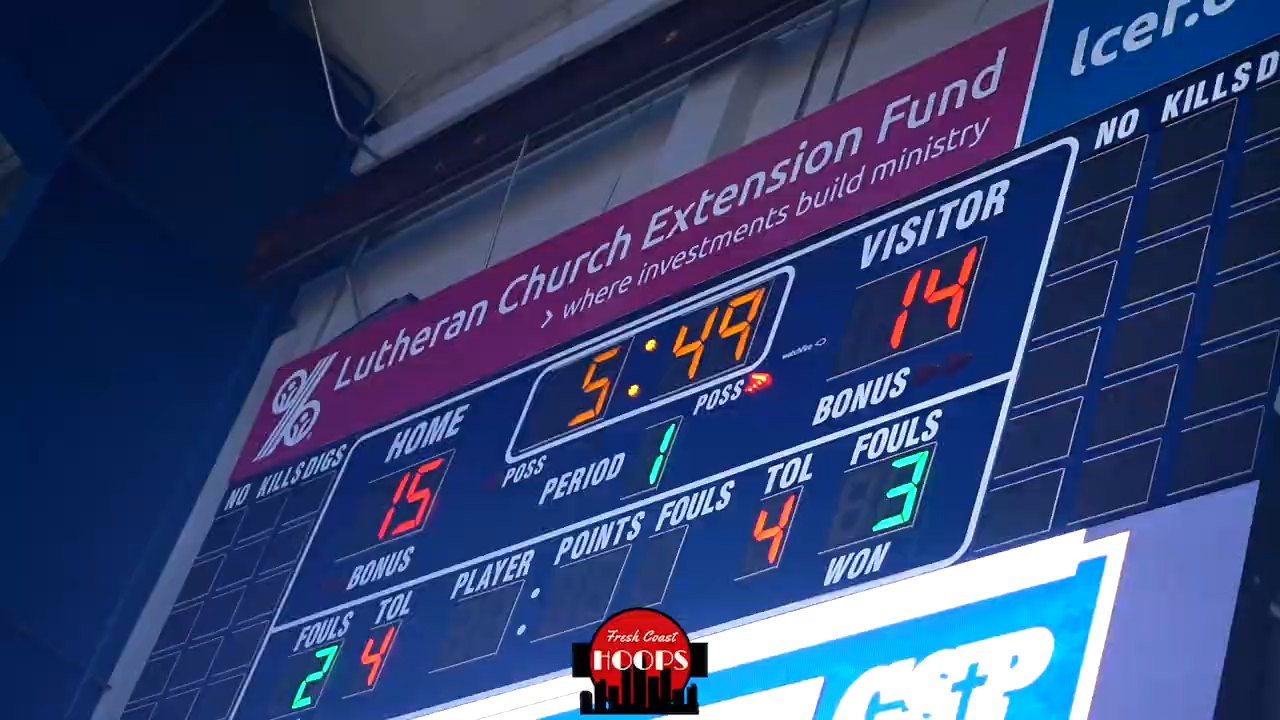 lcef.o
Lutheran Church Extension Fund
> where investments build ministry
NO KILLS D
VISITOR
14
5:49
POSS
BONUS
HOME
15
POSS
PERIOD 1
NO KILLS DIGS
BONUS
PLAYER POINTS FOULS
TOL
4
FOULS
3
WON
FOULS
2
TOL
4
Fresh Coast
HOOPS